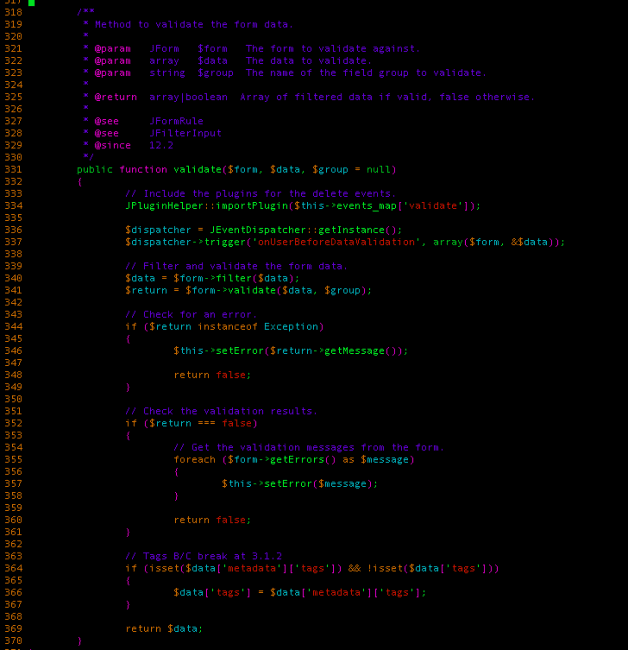 317
318 /**
319 * Method to validate the form data.
320 *
321 * @param JForm $form The form to validate against.
322 * @param array $data The data to validate.
323 * @param string $group The name of the field group to validate.
324 *
325 * @return array|boolean Array of filtered data if valid, false otherwise.
326 *
327 * @see JFormRule
328 * @see JFilterInput
329 * @since 12.2
330 */
331 public function validate($form, $data, $group = null)
332 {
333 // Include the plugins for the delete events.
334 JPluginHelper::importPlugin($this->events_map['validate']);
335
336 $dispatcher = JEventDispatcher::getInstance();
337 $dispatcher->trigger('onUserBeforeDataValidation', array($form, &$data));
338
339 // Filter and validate the form data.
340 $data = $form->filter($data);
341 $return = $form->validate($data, $group);
342
343 // Check for an error.
344 if ($return instanceof Exception)
345 {
346 $this->setError($return->getMessage());
347
348 return false;
349 }
350
351 // Check the validation results.
352 if ($return === false)
353 {
354 // Get the validation messages from the form.
355 foreach ($form->getErrors() as $message)
356 {
357 $this->setError($message);
358 }
359
360 return false;
361 }
362
363 // Tags B/C break at 3.1.2
364 if (isset($data['metadata']['tags']) && !isset($data['tags']))
365 {
366 $data['tags'] = $data['metadata']['tags'];
367 }
368
369 return $data;
370 }